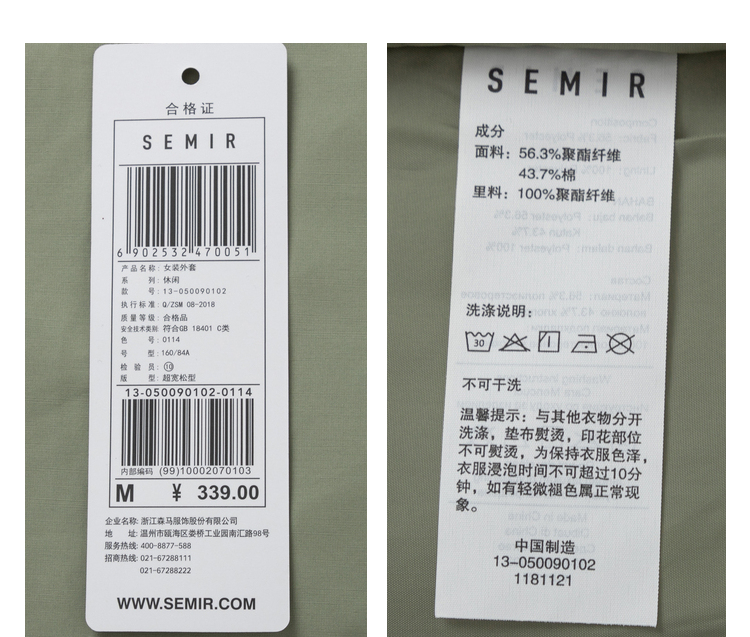 合格证
SEMIR
6 902532 470051
产品名称: 女装外套
系 列: 休闲
款 号: 13-050090102
执行标准: Q/ZSM 08-2018
质量等级: 合格品
安全技术类别: 符合GB 18401 C类
色 号: 0114
号 型: 160/84A
检 验 员: ⑩
版 型: 超宽松型
13-050090102-0114
内部编码 (99)10002070103
M ¥ 339.00
企业名称: 浙江森马服饰股份有限公司
地 址: 温州市瓯海区娄桥工业园南汇路98号
服务热线: 400-8877-588
招商热线: 021-67288111
021-67288222
WWW.SEMIR.COM
SEMIR
成分
面料: 56.3%聚酯纤维
43.7%棉
里料: 100%聚酯纤维
洗涤说明:
30
不可干洗
温馨提示: 与其他衣物分开
洗涤, 垫布熨烫, 印花部位
不可熨烫, 为保持衣服色泽,
衣服浸泡时间不可超过10分
钟, 如有轻微褪色属正常现
象。
中国制造
13-050090102
1181121